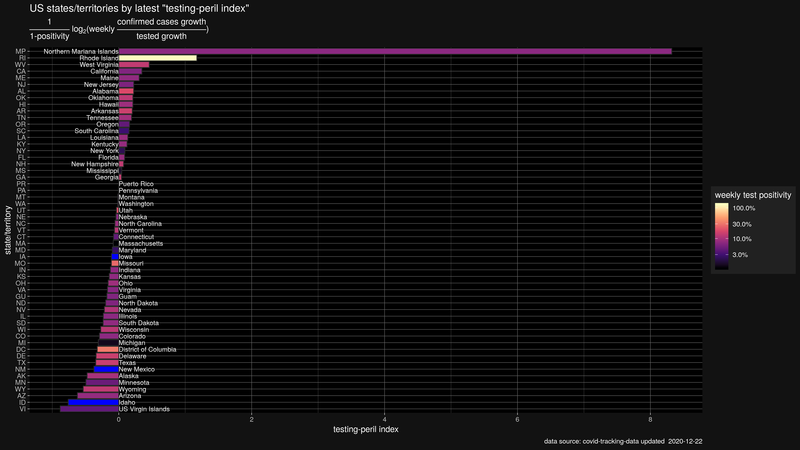 US states/territories by latest "testing-peril index"
1
1-positivity
log2(weekly
confirmed cases growth
tested growth
)
MP Northern Mariana Islands
RI Rhode Island
WV West Virginia
CA California
ME Maine
NJ New Jersey
AL Alabama
OK Oklahoma
HI Hawaii
AR Arkansas
TN Tennessee
OR Oregon
SC South Carolina
LA Louisiana
KY Kentucky
NY New York
FL Florida
NH New Hampshire
MS Mississippi
GA Georgia
PR Puerto Rico
PA Pennsylvania
MT Montana
WA Washington
UT Utah
NE Nebraska
NC North Carolina
VT Vermont
CT Connecticut
MA Massachusetts
MD Maryland
IA Iowa
MO Missouri
IN Indiana
KS Kansas
OH Ohio
VA Virginia
GU Guam
ND North Dakota
NV Nevada
IL Illinois
SD South Dakota
WI Wisconsin
CO Colorado
MI Michigan
DC District of Columbia
DE Delaware
TX Texas
NM New Mexico
AK Alaska
MN Minnesota
WY Wyoming
AZ Arizona
ID Idaho
VI US Virgin Islands
state/territory
0 2 4 6 8
testing-peril index
weekly test positivity
100.0%
30.0%
10.0%
3.0%
data source: covid-tracking-data updated 2020-12-22